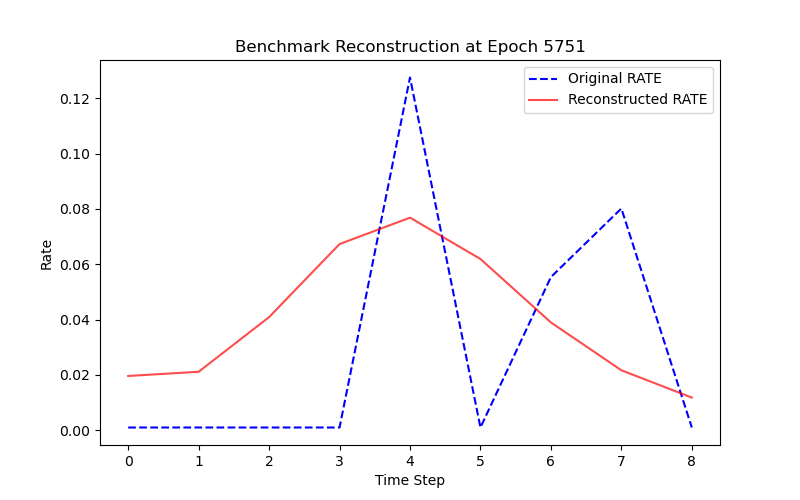 Benchmark Reconstruction at Epoch 5751
Original RATE
Reconstructed RATE
0.12
0.10
0.08
0.06
0.04
0.02
0.00
Rate
0 1 2 3 4 5 6 7 8
Time Step